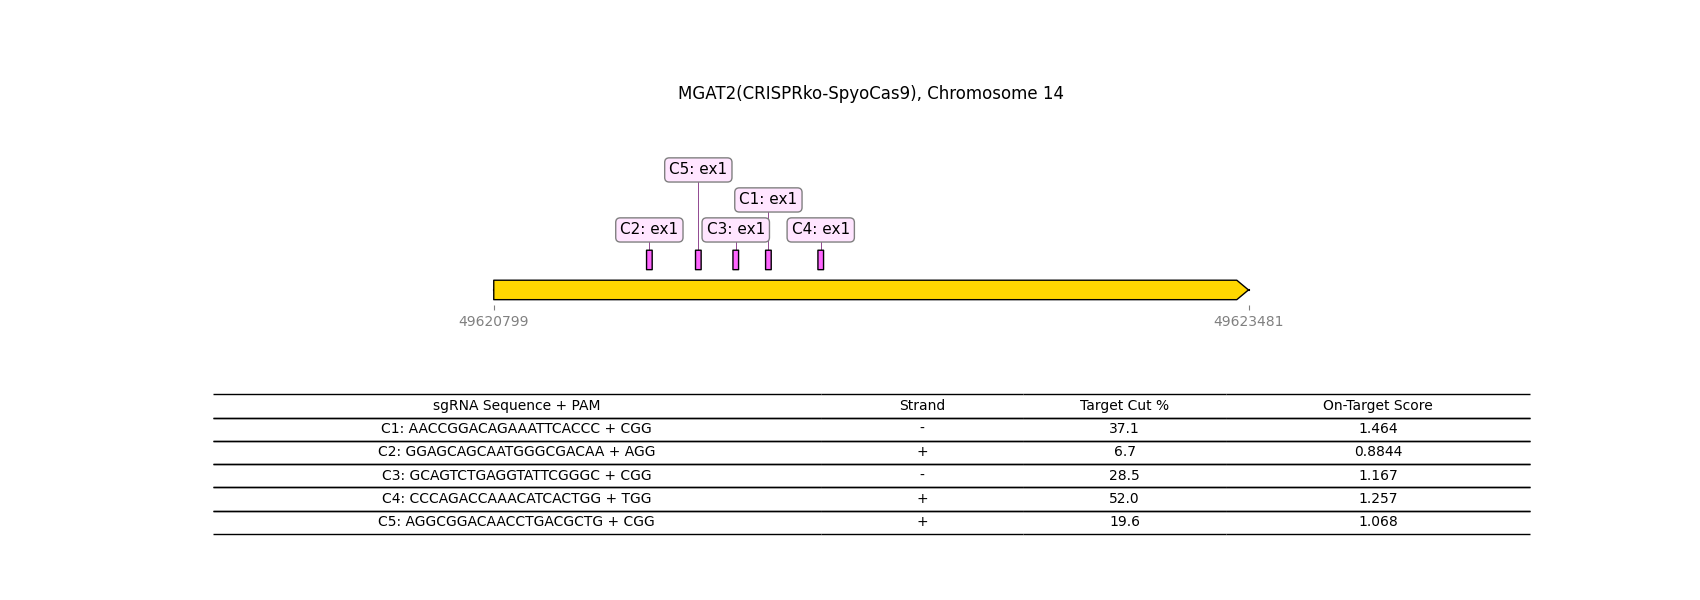 MGAT2(CRISPRko-SpyoCas9), Chromosome 14
C5: ex1
C1: ex1
C2: ex1 C3: ex1 C4: ex1
49620799 49623481
sgRNA Sequence + PAM Strand Target Cut % On-Target Score
C1: AACCGGACAGAAATTCACCC + CGG - 37.1 1.464
C2: GGAGCAGCAATGGGCGACAA + AGG + 6.7 0.8844
C3: GCAGTCTGAGGTATTCGGGC + CGG - 28.5 1.167
C4: CCCAGACCAAACATCACTGG + TGG + 52.0 1.257
C5: AGGCGGACAACCTGACGCTG + CGG + 19.6 1.068